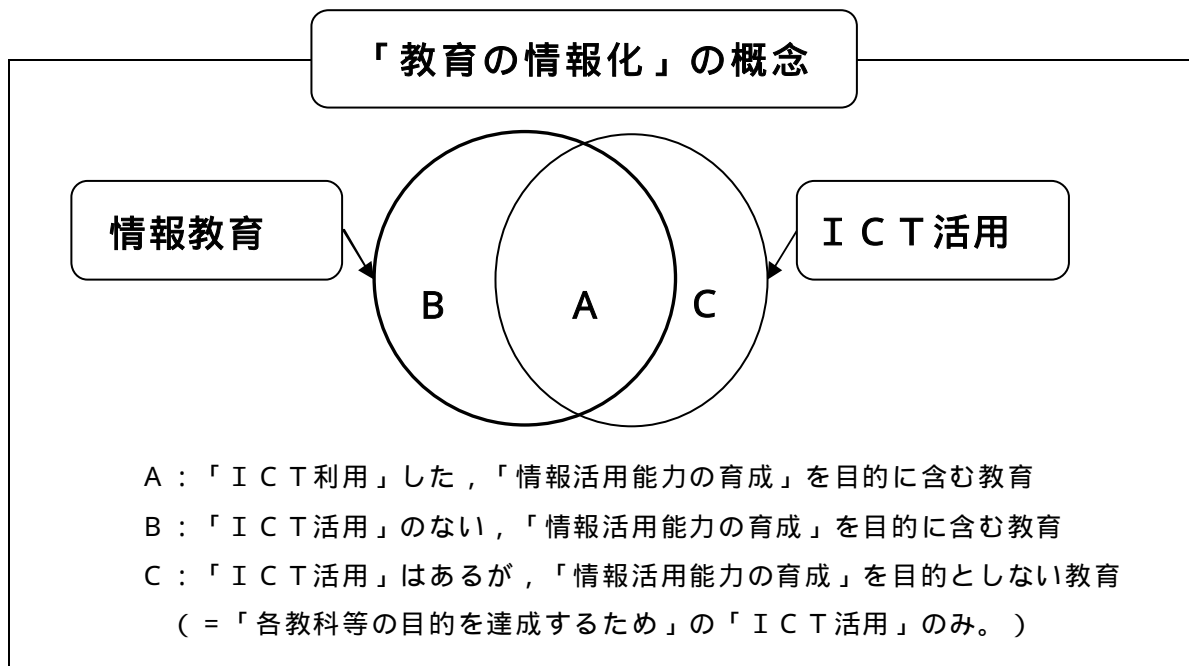 「教育の情報化」の概念
情報教育
ＩＣＴ活用
B
A
C
A：「ＩＣＴ利用」した，「情報活用能力の育成」を目的に含む教育
B：「ＩＣＴ活用」のない，「情報活用能力の育成」を目的に含む教育
C：「ＩＣＴ活用」はあるが，「情報活用能力の育成」を目的としない教育
（＝「各教科等の目的を達成するため」の「ＩＣＴ活用」のみ。）